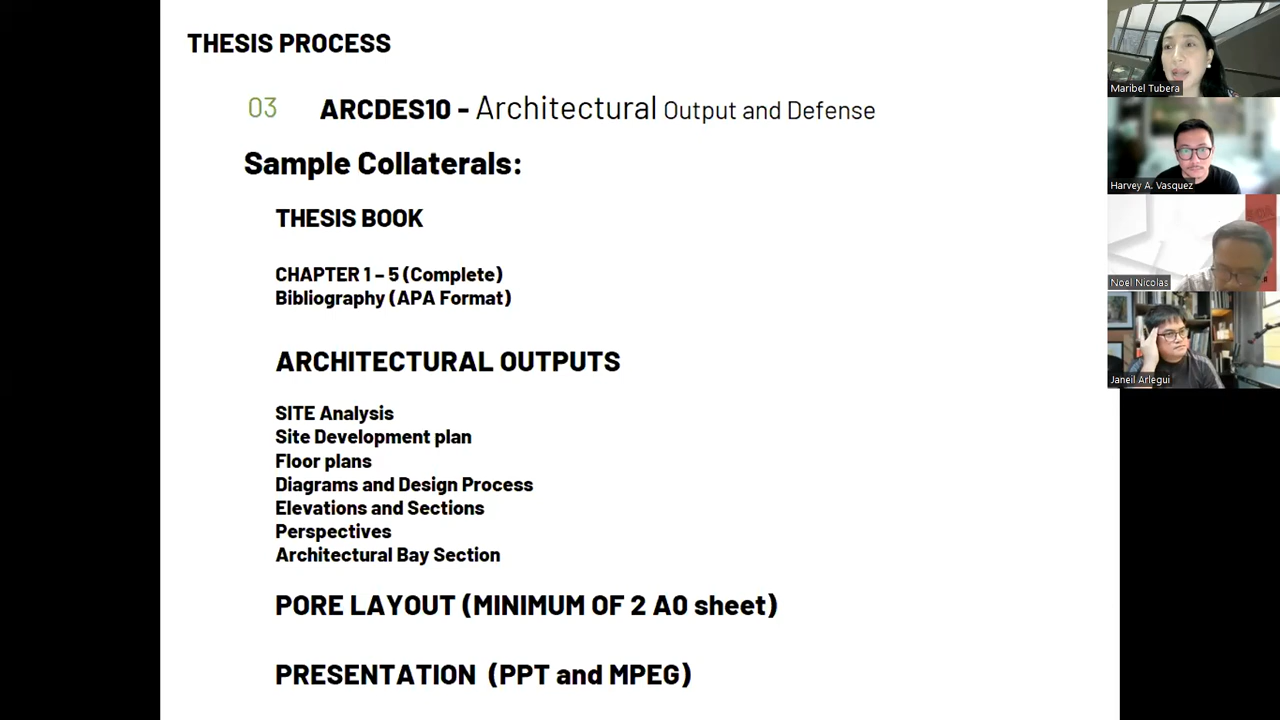 THESIS PROCESS
03 ARCDES10 - Architectural Output and Defense
Sample Collaterals:
THESIS BOOK
CHAPTER 1 – 5 (Complete)
Bibliography (APA Format)
ARCHITECTURAL OUTPUTS
SITE Analysis
Site Development plan
Floor plans
Diagrams and Design Process
Elevations and Sections
Perspectives
Architectural Bay Section
PORE LAYOUT (MINIMUM OF 2 A0 sheet)
PRESENTATION (PPT and MPEG)
Maribel Tubera
Harvey A. Vasquez
Noel Nicolas
Janeil Arlegui